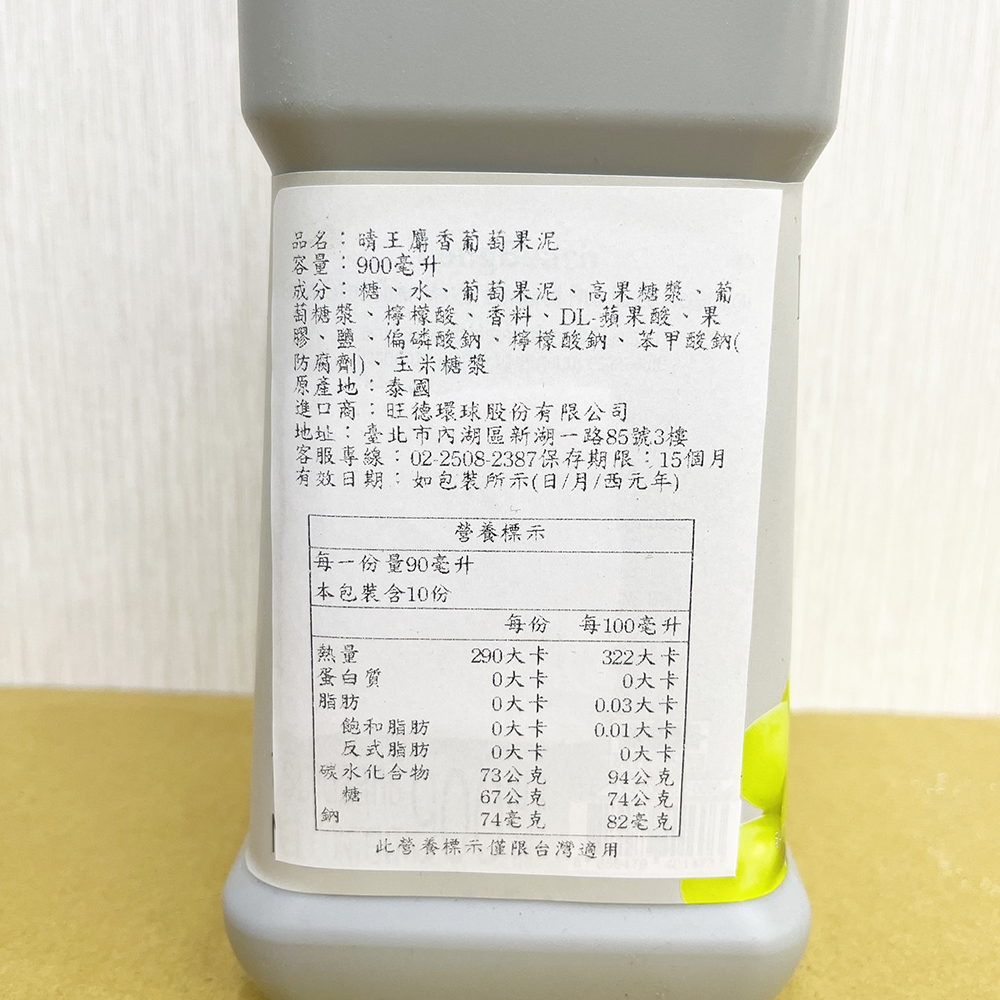 品名：晴王麝香葡萄果泥
容量：900毫升
成分：糖、水、葡萄果泥、高果糖漿、葡
萄糖漿、檸檬酸、香料、DL-蘋果酸、果
膠、鹽、偏磷酸鈉、檸檬酸鈉、苯甲酸鈉(
防腐劑)、玉米糖漿
原產地：泰國
進口商：旺德環球股份有限公司
地址：臺北市內湖區新湖一路85號3樓
客服專線：02-2508-2387保存期限：15個月
有效日期：如包裝所示(日/月/西元年)
營養標示
每一份量90毫升
本包裝含10份
每份 每100毫升
熱量 290大卡 322大卡
蛋白質 0大卡 0大卡
脂肪 0大卡 0.03大卡
飽和脂肪 0大卡 0.01大卡
反式脂肪 0大卡 0大卡
碳水化合物 73公克 94公克
糖 67公克 74公克
鈉 74毫克 82毫克
此營養標示僅限台灣適用